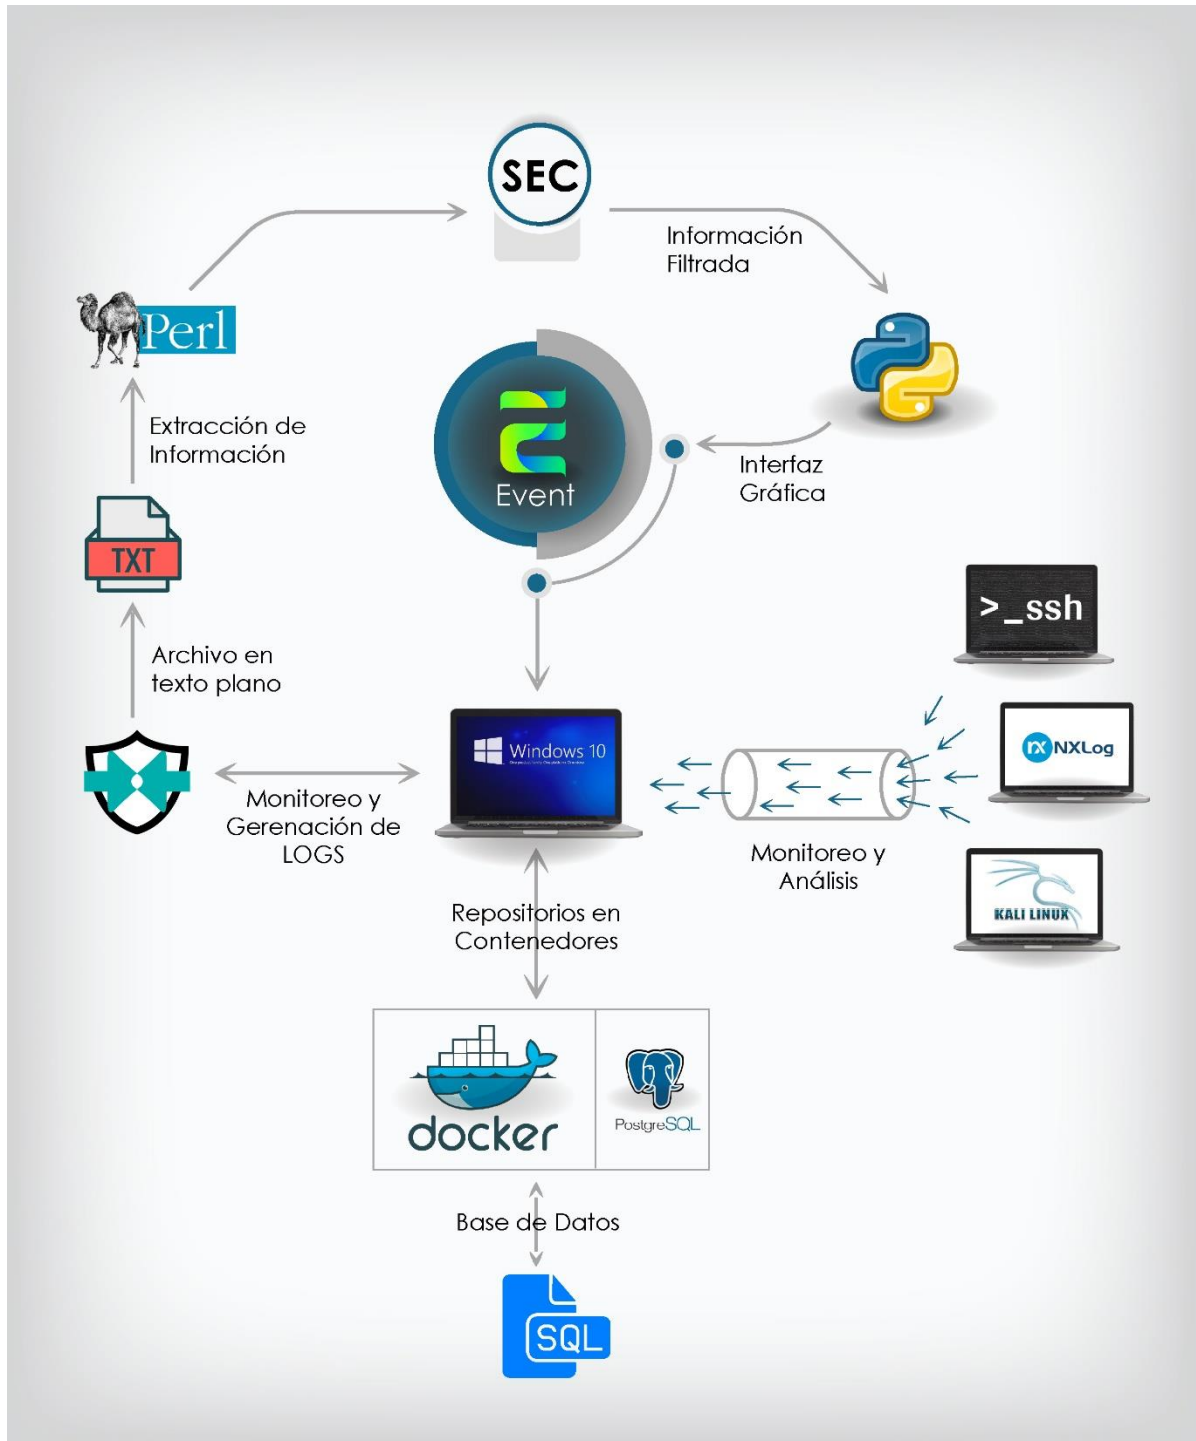 SEC
Información
Filtrada
Perl
Extracción de
Información
Event
Interfaz
Gráfica
TXT
>_ssh
Archivo en
texto plano
Windows 10
rx NXLog
Monitoreo y
Gerenación de
LOGS
Monitoreo y
Análisis
KALI LINUX
Repositorios en
Contenedores
docker
PostgreSQL
Base de Datos
SQL